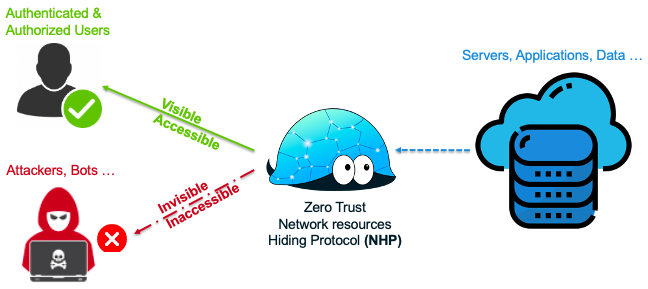 Authenticated &
Authorized Users
Servers, Applications, Data ...
Visible
Accessible
Attackers, Bots ...
Invisible
Inaccessible
Zero Trust
Network resources
Hiding Protocol (NHP)